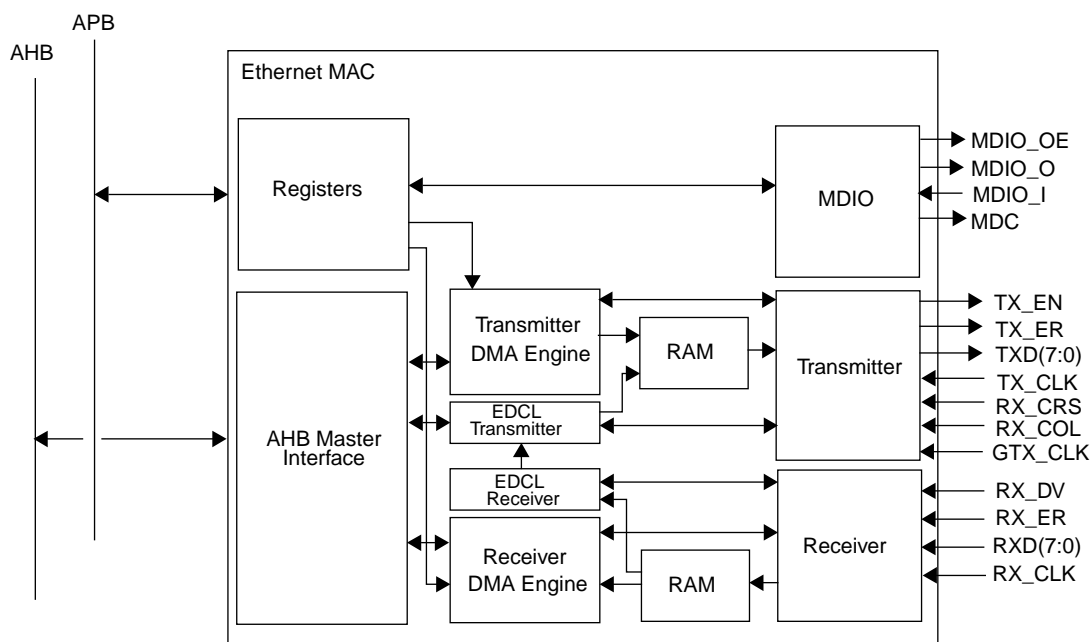 APB
AHB
Ethernet MAC
Registers
MDIO
MDIO_OE
MDIO_O
MDIO_I
MDC
Transmitter
DMA Engine
RAM
Transmitter
TX_EN
TX_ER
TXD(7:0)
TX_CLK
RX_CRS
RX_COL
GTX_CLK
EDCL
Transmitter
AHB Master
Interface
EDCL
Receiver
Receiver
DMA Engine
RAM
Receiver
RX_DV
RX_ER
RXD(7:0)
RX_CLK